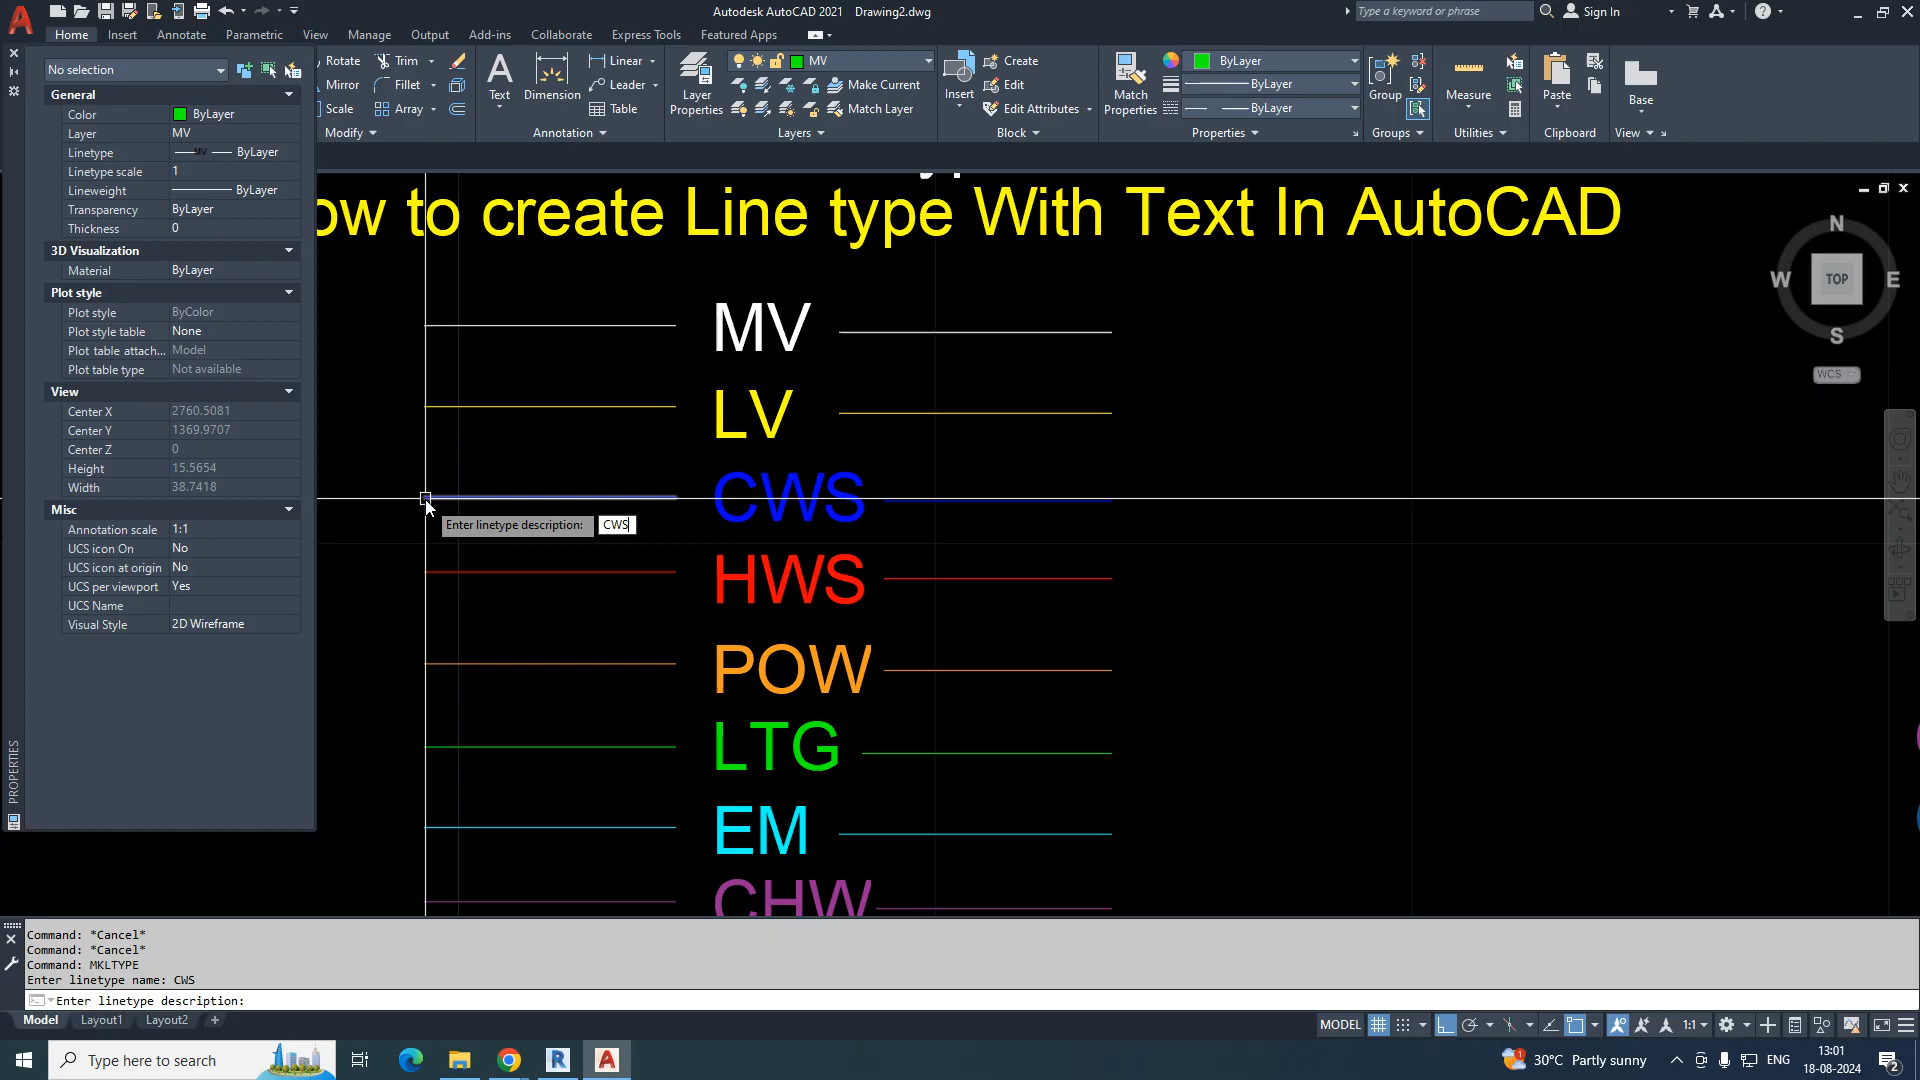 Autodesk AutoCAD 2021 Drawing2.dwg
Type a keyword or phrase
Sign In
Home Insert Annotate Parametric View Manage Output Add-ins Collaborate Express Tools Featured Apps
No selection
General
Color ByLayer
Layer MV
Linetype MV ByLayer
Linetype scale 1
Lineweight ByLayer
Transparency ByLayer
Thickness 0
3D Visualization
Material ByLayer
Plot style
Plot style ByColor
Plot style table None
Plot table attach... Model
Plot table type Not available
View
Center X 2760.5081
Center Y 1369.9707
Center Z 0
Height 15.5654
Width 38.7418
Misc
Annotation scale 1:1
UCS icon On No
UCS icon at origin No
UCS per viewport Yes
UCS Name
Visual Style 2D Wireframe
PROPERTIES
Rotate Trim
Mirror Fillet
Scale Array
Modify
Text
Dimension
Linear
Leader
Table
Annotation
Layer Properties
MV
Make Current
Match Layer
Layers
Insert
Create
Edit
Edit Attributes
Block
Match Properties
ByLayer
ByLayer
ByLayer
Properties
Group
Groups
Measure
Utilities
Paste
Clipboard
Base
View
ow to create Line type With Text In AutoCAD
MV
LV
CWS
Enter linetype description: CWS
HWS
POW
LTG
EM
CHW
N
W TOP E
S
WCS
Command: *Cancel*
Command: *Cancel*
Command: MKLTYPE
Enter linetype name: CWS
Enter linetype description:
Model Layout1 Layout2 +
MODEL 1:1
Type here to search
30°C Partly sunny
ENG
13:01
18-08-2024
2